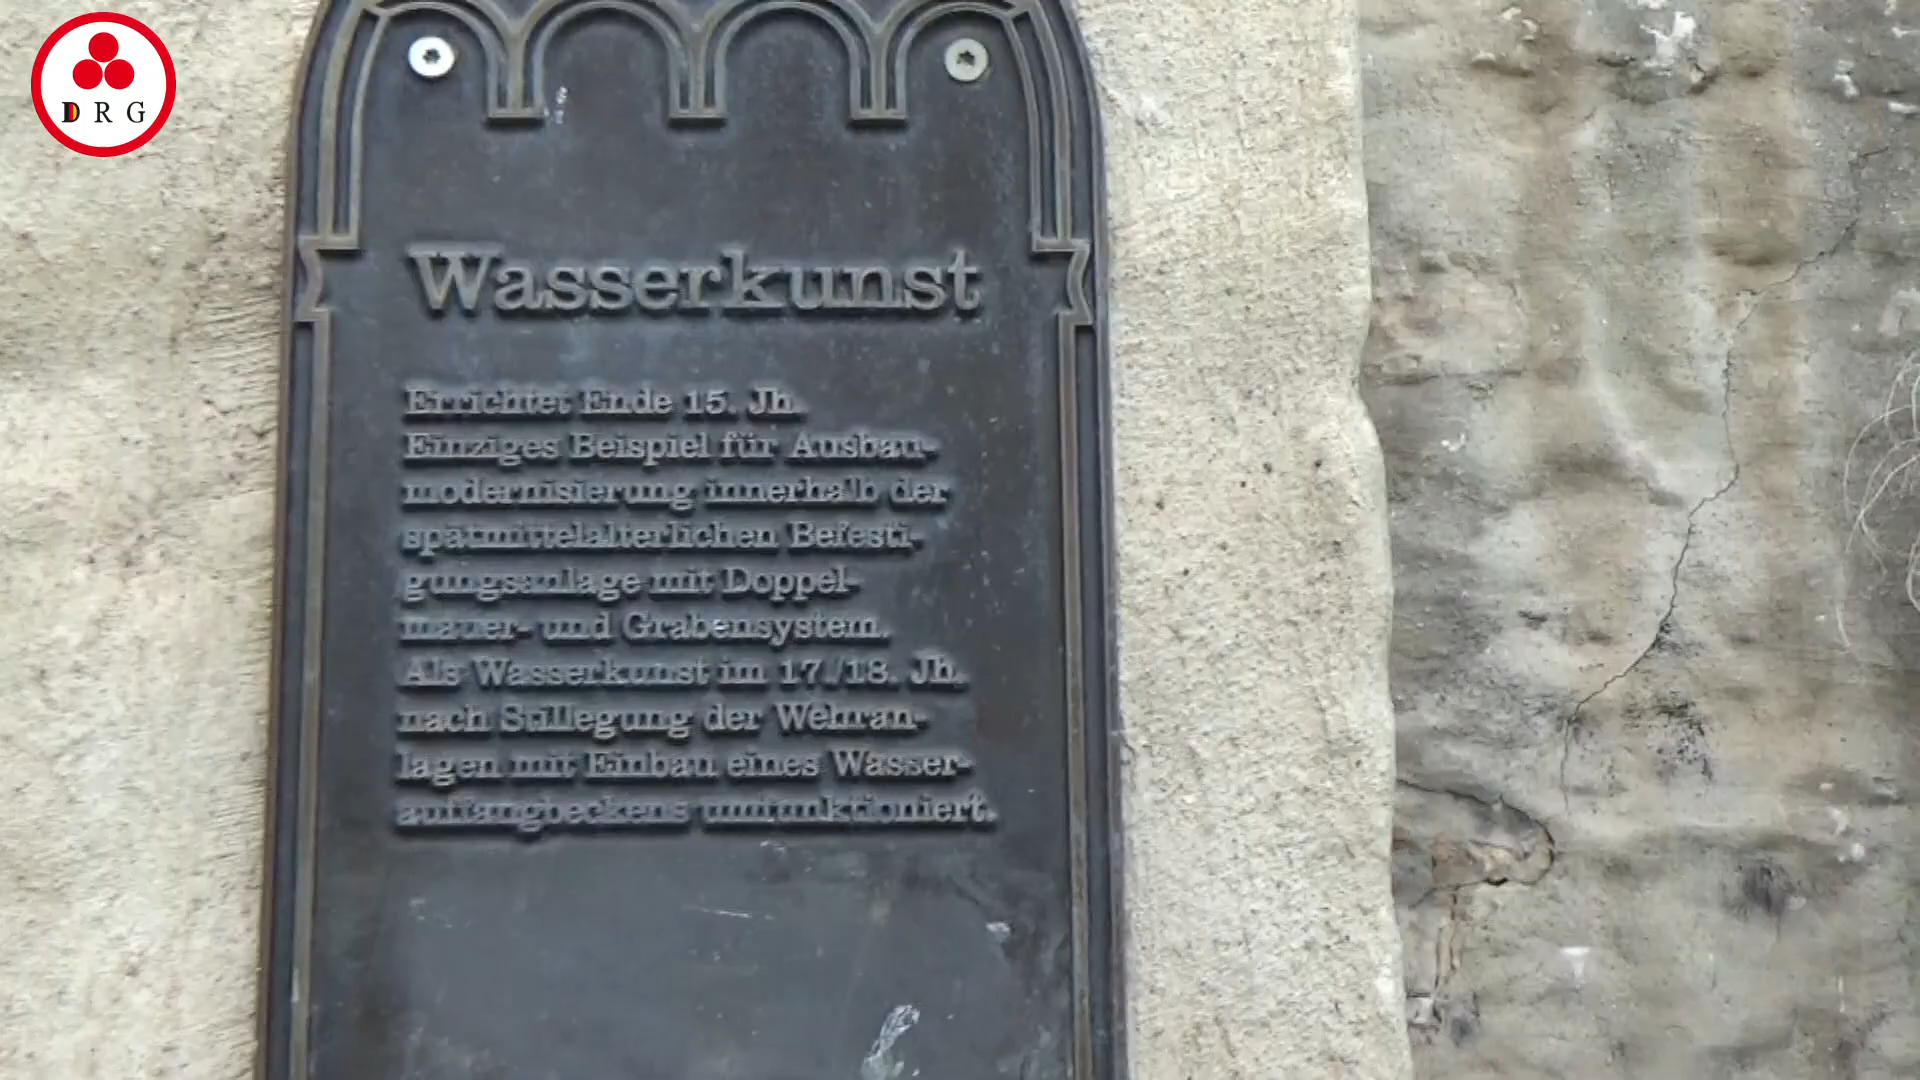 DRG
Wasserkunst
Errichtet Ende 15. Jh.
Einziges Beispiel für Ausbau-
modernisierung innerhalb der
spätmittelalterlichen Befesti-
gungsanlage mit Doppel-
mauer- und Grabensystem.
Als Wasserkunst im 17./18. Jh.
nach Stillegung der Wehran-
lagen mit Einbau eines Wasser-
auffangbeckens umfunktioniert.